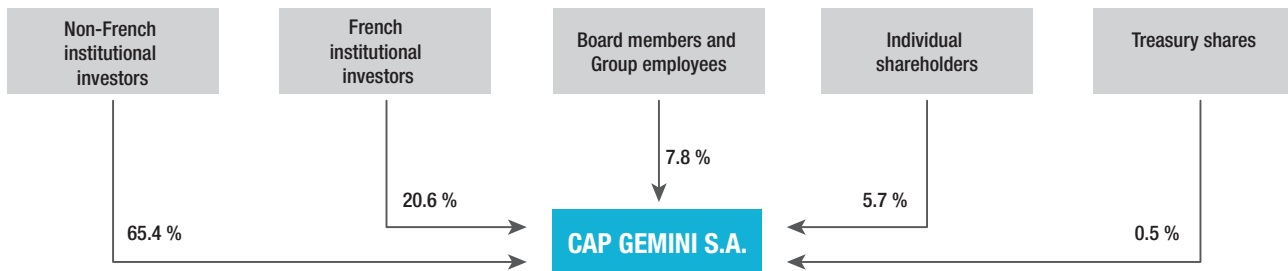 Non-French
institutional
investors
French
institutional
investors
Board members and
Group employees
Individual
shareholders
Treasury shares
7.8 %
20.6 %
5.7 %
65.4 %
CAP GEMINI S.A.
0.5 %